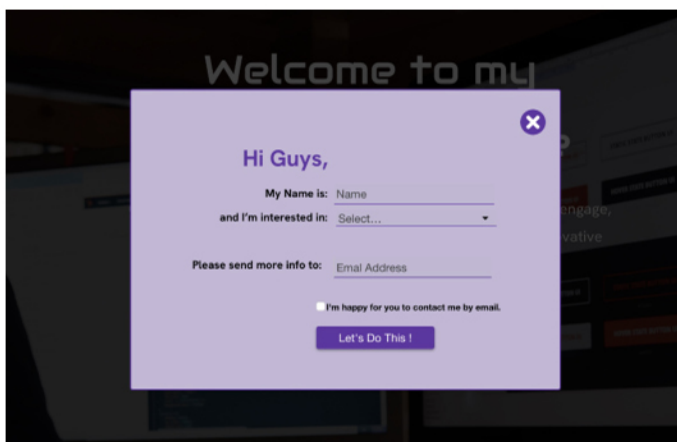 Welcome to my
Hi Guys,
My Name is: Name
and I'm interested in: Select...
engage,
vative
Please send more info to: Emal Address
I'm happy for you to contact me by email.
Let's Do This !